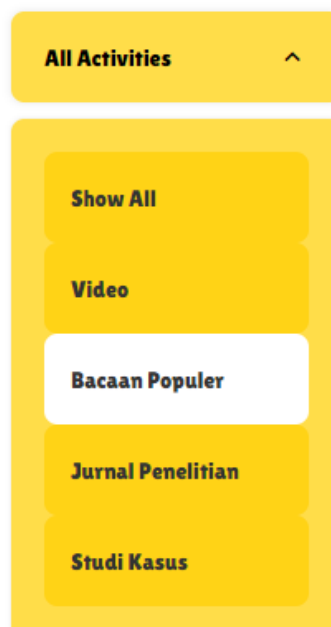 All Activities
Show All
Video
Bacaan Populer
Jurnal Penelitian
Studi Kasus